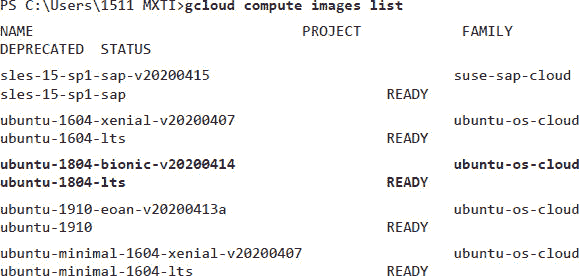 PS C:\Users\1511 MXTI>gcloud compute images list
NAME PROJECT FAMILY
DEPRECATED STATUS
sles-15-sp1-sap-v20200415 suse-sap-cloud
sles-15-sp1-sap READY
ubuntu-1604-xenial-v20200407 ubuntu-os-cloud
ubuntu-1604-lts READY
ubuntu-1804-bionic-v20200414 ubuntu-os-cloud
ubuntu-1804-lts READY
ubuntu-1910-eoan-v20200413a ubuntu-os-cloud
ubuntu-1910 READY
ubuntu-minimal-1604-xenial-v20200407 ubuntu-os-cloud
ubuntu-minimal-1604-lts READY